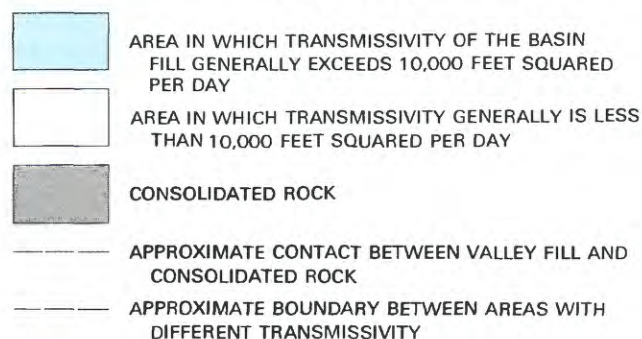 AREA IN WHICH TRANSMISSIVITY OF THE BASIN
FILL GENERALLY EXCEEDS 10,000 FEET SQUARED
PER DAY
AREA IN WHICH TRANSMISSIVITY GENERALLY IS LESS
THAN 10,000 FEET SQUARED PER DAY
CONSOLIDATED ROCK
APPROXIMATE CONTACT BETWEEN VALLEY FILL AND
CONSOLIDATED ROCK
APPROXIMATE BOUNDARY BETWEEN AREAS WITH
DIFFERENT TRANSMISSIVITY